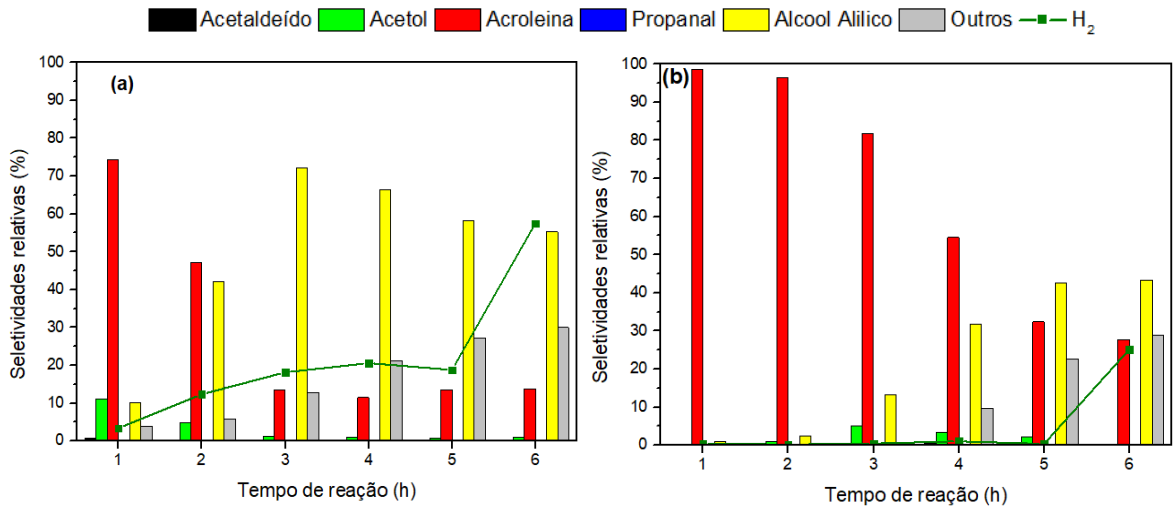 Acetaldeído Acetol Acroleina Propanal Alcool Alilico Outros H2
(a)
Seletividades relativas (%)
100
90
80
70
60
50
40
30
20
10
0
1 2 3 4 5 6
Tempo de reação (h)
(b)
Seletividades relativas (%)
100
90
80
70
60
50
40
30
20
10
0
1 2 3 4 5 6
Tempo de reação (h)